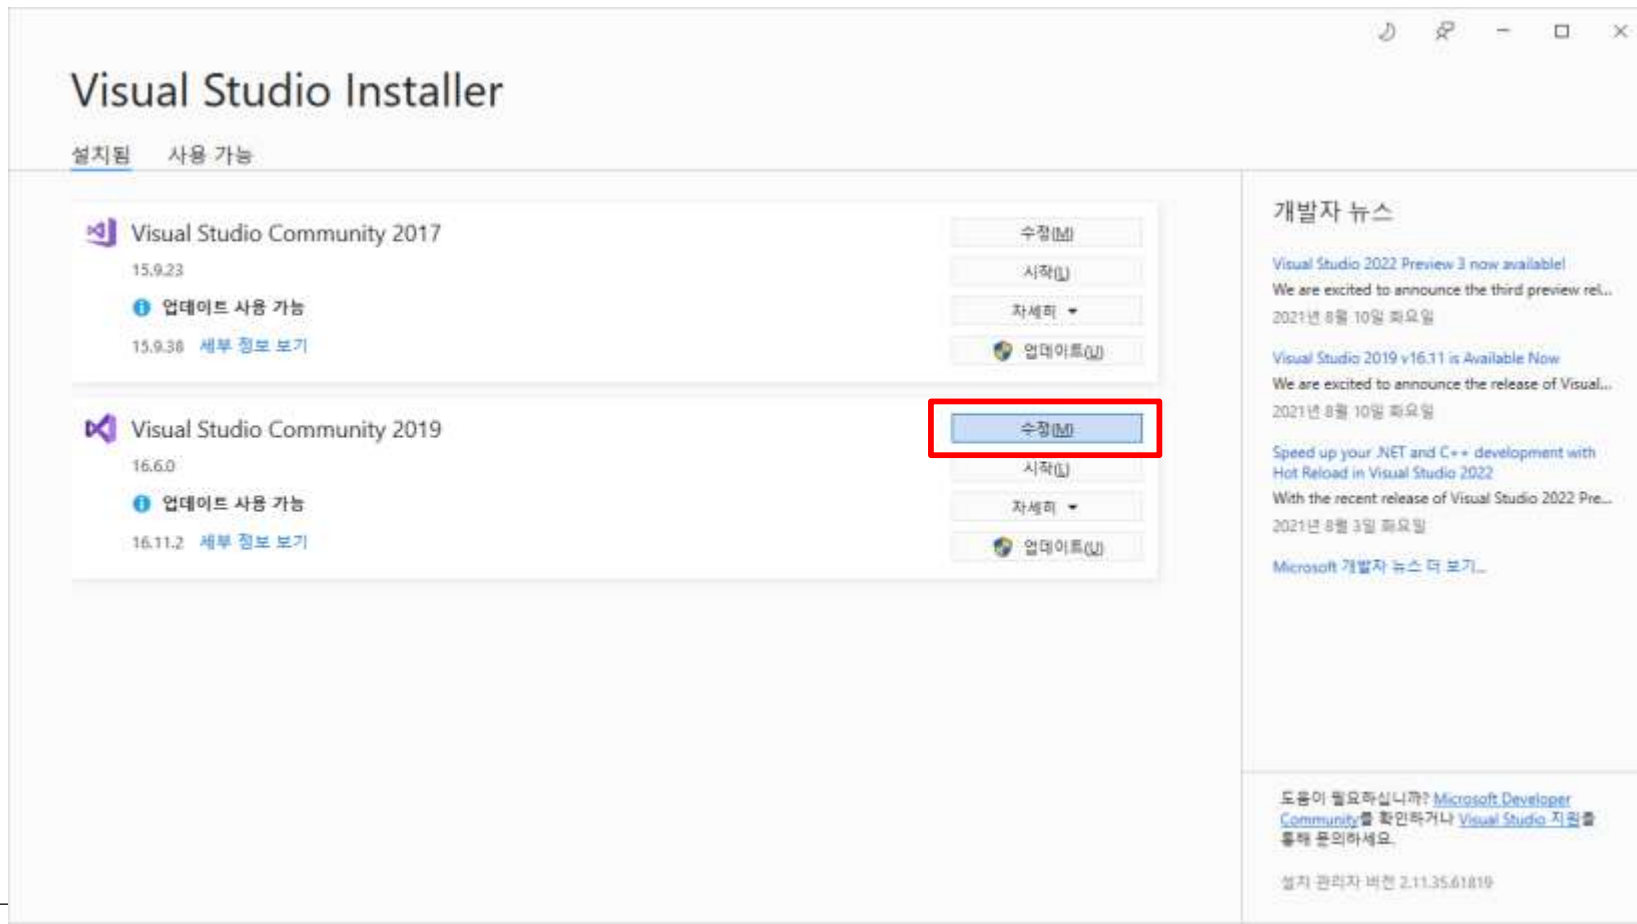 Visual Studio Installer
설치됨 사용 가능
Visual Studio Community 2017
15.9.23
업데이트 사용 가능
15.9.38 세부 정보 보기
수정(M)
시작(L)
자세히
업데이트(U)
Visual Studio Community 2019
16.6.0
업데이트 사용 가능
16.11.2 세부 정보 보기
수정(M)
시작(L)
자세히
업데이트(U)
개발자 뉴스
Visual Studio 2022 Preview 3 now available!
We are excited to announce the third preview rel...
2021년 8월 10일 화요일
Visual Studio 2019 v16.11 is Available Now
We are excited to announce the release of Visual...
2021년 8월 10일 화요일
Speed up your .NET and C++ development with
Hot Reload in Visual Studio 2022
With the recent release of Visual Studio 2022 Pre...
2021년 8월 3일 화요일
Microsoft 개발자 뉴스 더 보기...
도움이 필요하십니까? Microsoft Developer
Community를 확인하거나 Visual Studio 지원을
통해 문의하세요.
설치 관리자 버전 2.11.35.61819